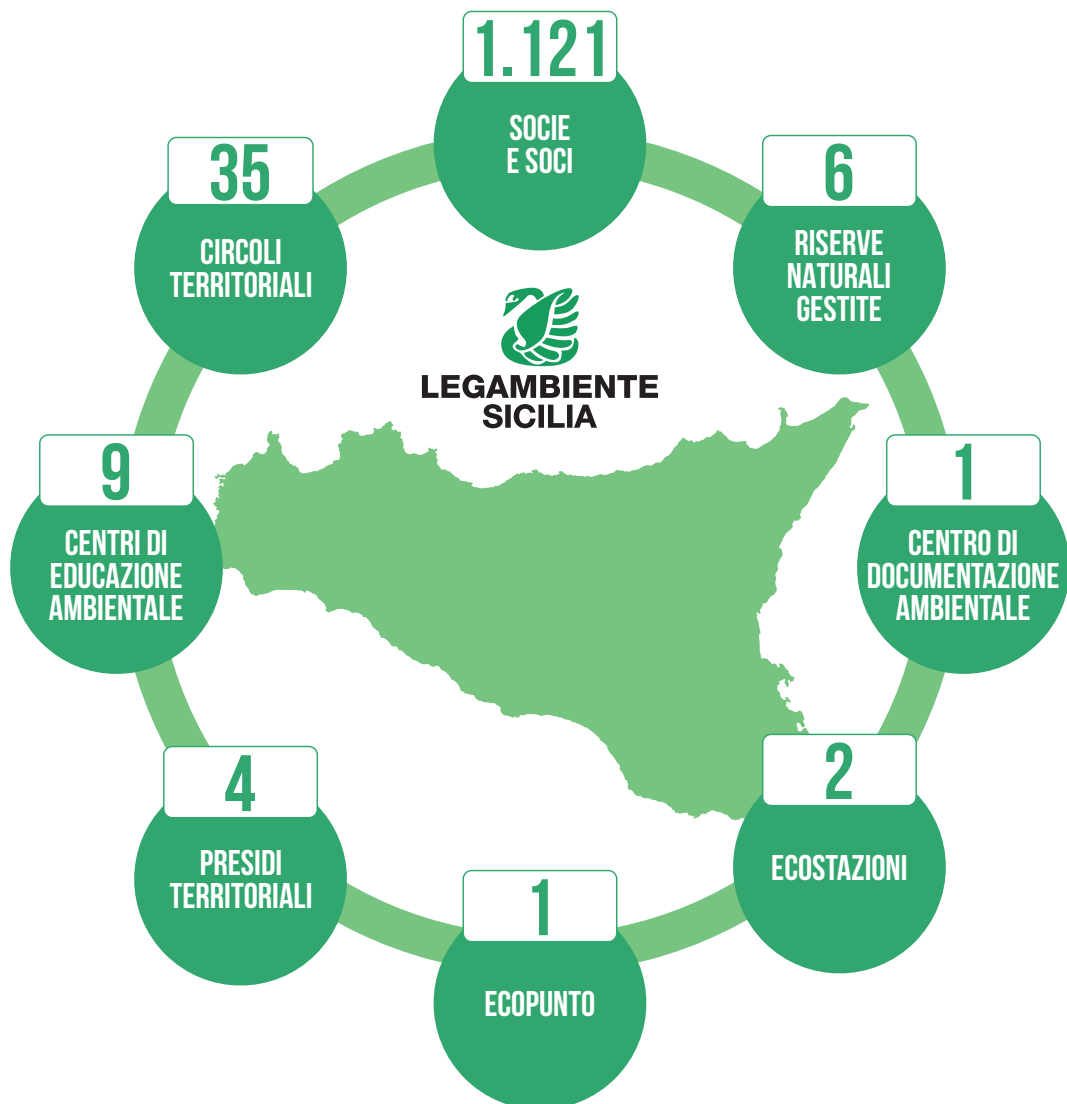 1.121
SOCIE
E SOCI
35
CIRCOLI
TERRITORIALI
6
RISERVE
NATURALI
GESTITE
LEGAMBIENTE
SICILIA
9
CENTRI DI
EDUCAZIONE
AMBIENTALE
1
CENTRO DI
DOCUMENTAZIONE
AMBIENTALE
4
PRESIDI
TERRITORIALI
2
ECOSTAZIONI
1
ECOPUNTO